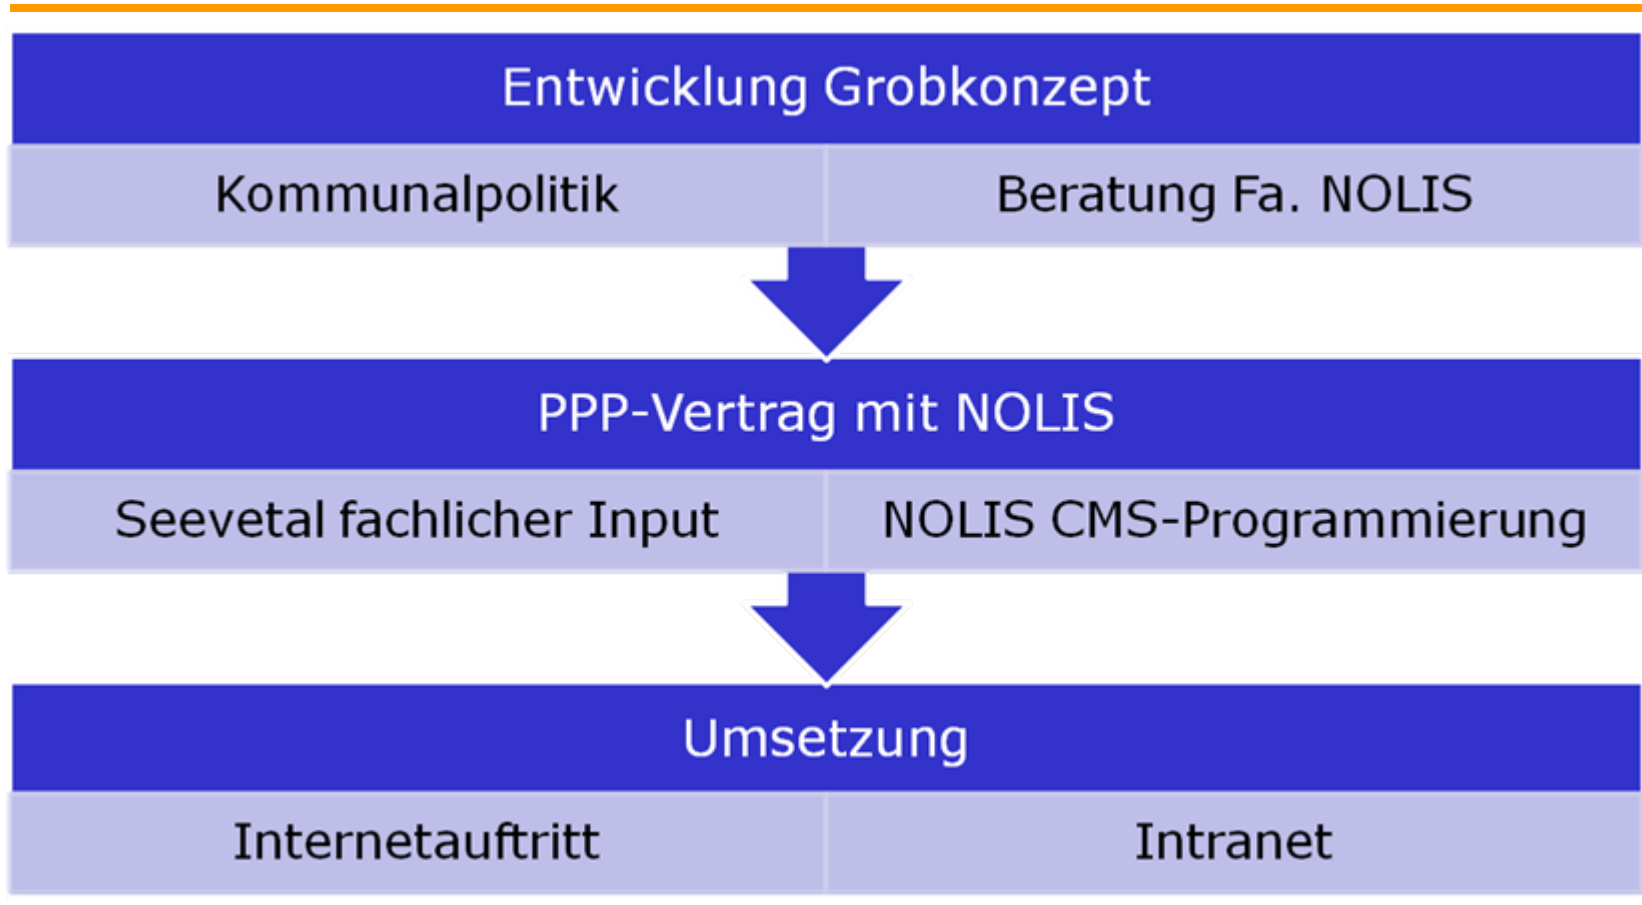 Entwicklung Grobkonzept
Kommunalpolitik
Beratung Fa. NOLIS
PPP-Vertrag mit NOLIS
Seevetal fachlicher Input
NOLIS CMS-Programmierung
Umsetzung
Internetauftritt
Intranet